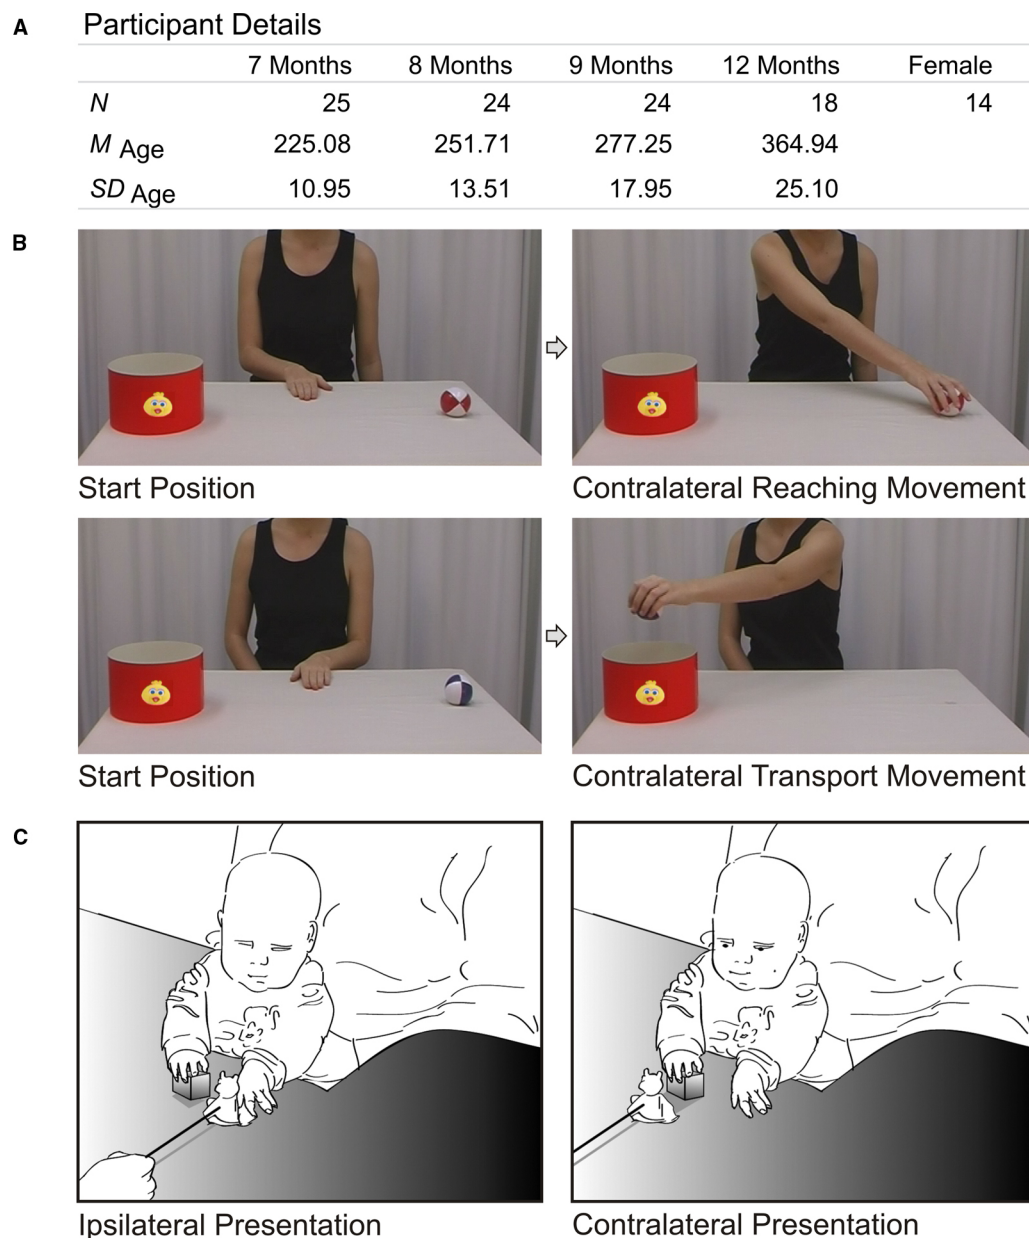 A
Participant Details
7 Months 8 Months 9 Months 12 Months Female
N 25 24 24 18 14
M Age 225.08 251.71 277.25 364.94
SD Age 10.95 13.51 17.95 25.10
B
Start Position Contralateral Reaching Movement
Start Position Contralateral Transport Movement
C
Ipsilateral Presentation Contralateral Presentation